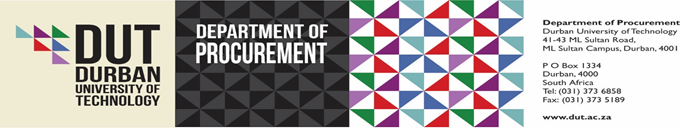 DUT
DURBAN
UNIVERSITY OF
TECHNOLOGY
DEPARTMENT OF
PROCUREMENT
Department of Procurement
Durban University of Technology
41-43 ML Sultan Road,
ML Sultan Campus, Durban, 4001
P O Box 1334
Durban, 4000
South Africa
Tel: (031) 373 6858
Fax: (031) 373 5189
www.dut.ac.za